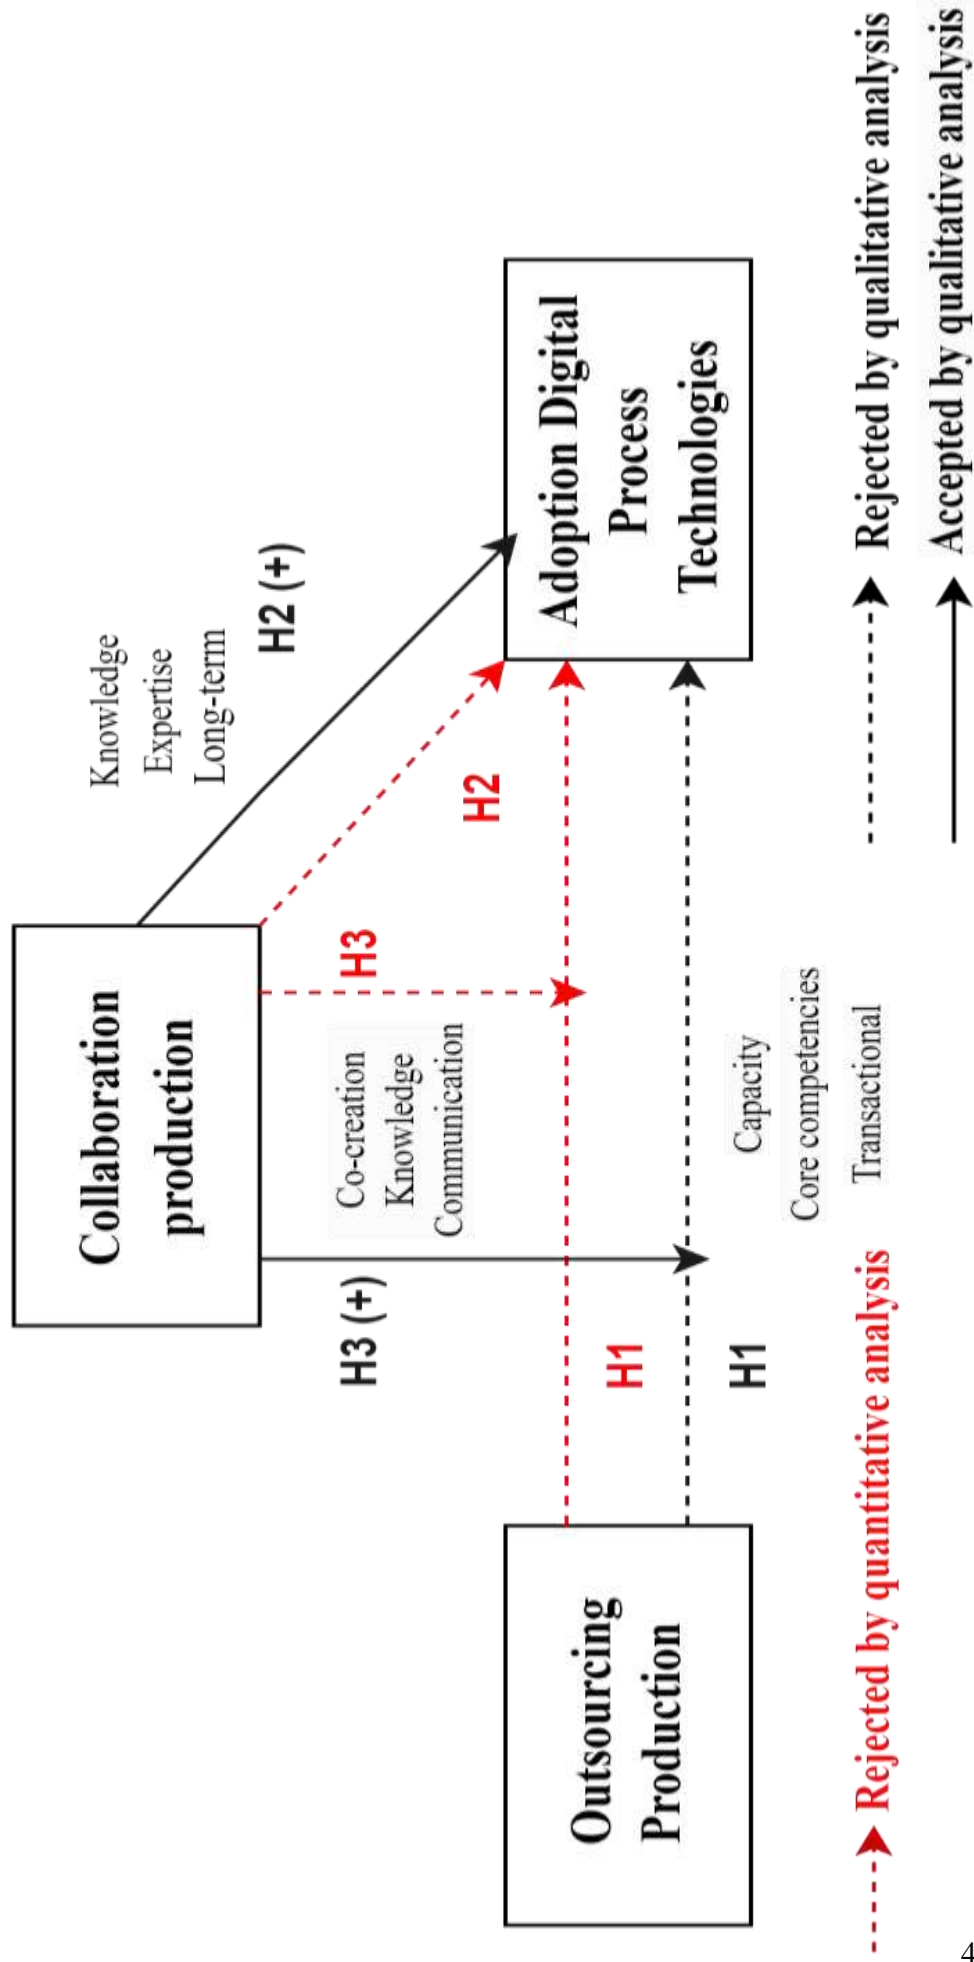 Collaboration
production
Knowledge
Expertise
Long-term
H2 (+)
H3 (+)
Co-creation
Knowledge
Communication
H3
H2
Outsourcing
Production
Adoption Digital
Process
Technologies
H1
H1
Capacity
Core competencies
Transactional
Rejected by quantitative analysis
Rejected by qualitative analysis
Accepted by qualitative analysis
4